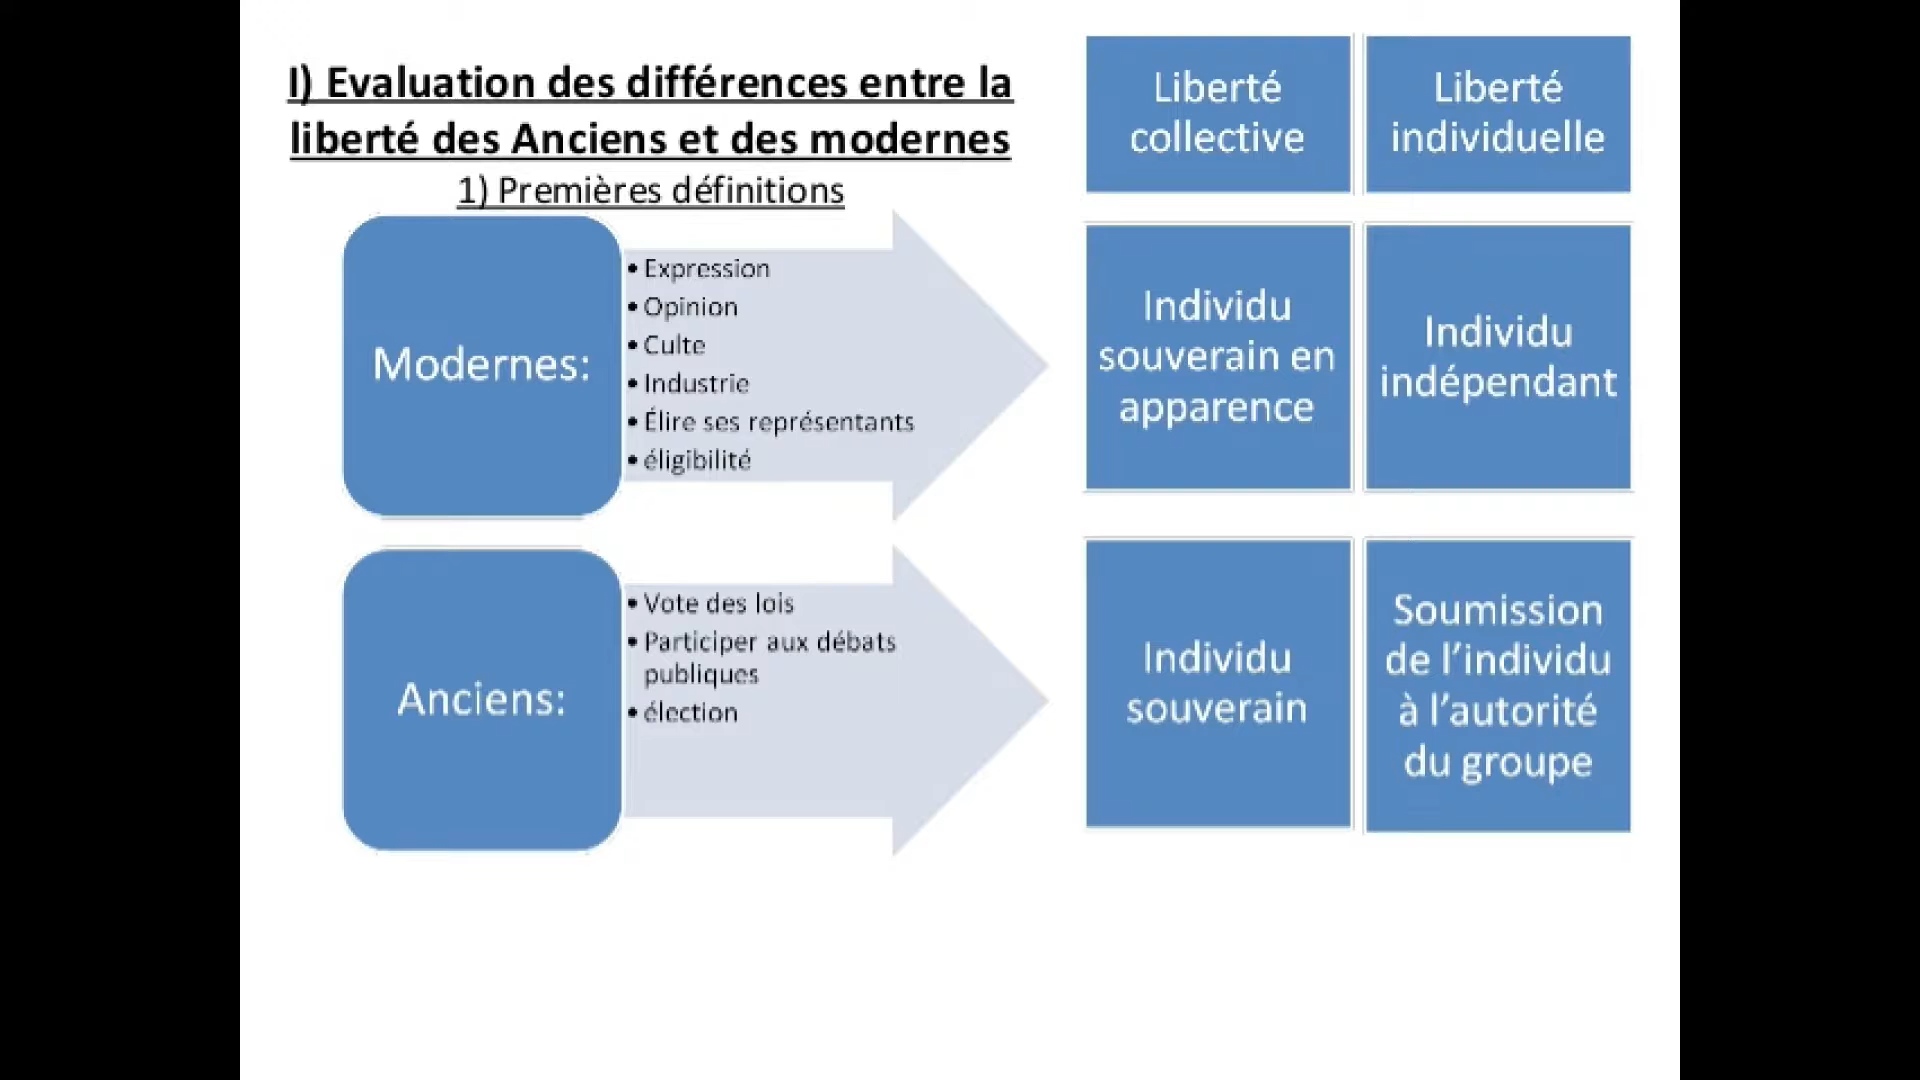 I) Evaluation des différences entre la
liberté des Anciens et des modernes
1) Premières définitions
Liberté
collective
Liberté
individuelle
Modernes:
• Expression
• Opinion
• Culte
• Industrie
• Élire ses représentants
• éligibilité
Individu
souverain en
apparence
Individu
indépendant
Anciens:
• Vote des lois
• Participer aux débats
publiques
• élection
Individu
souverain
Soumission
de l’individu
à l’autorité
du groupe